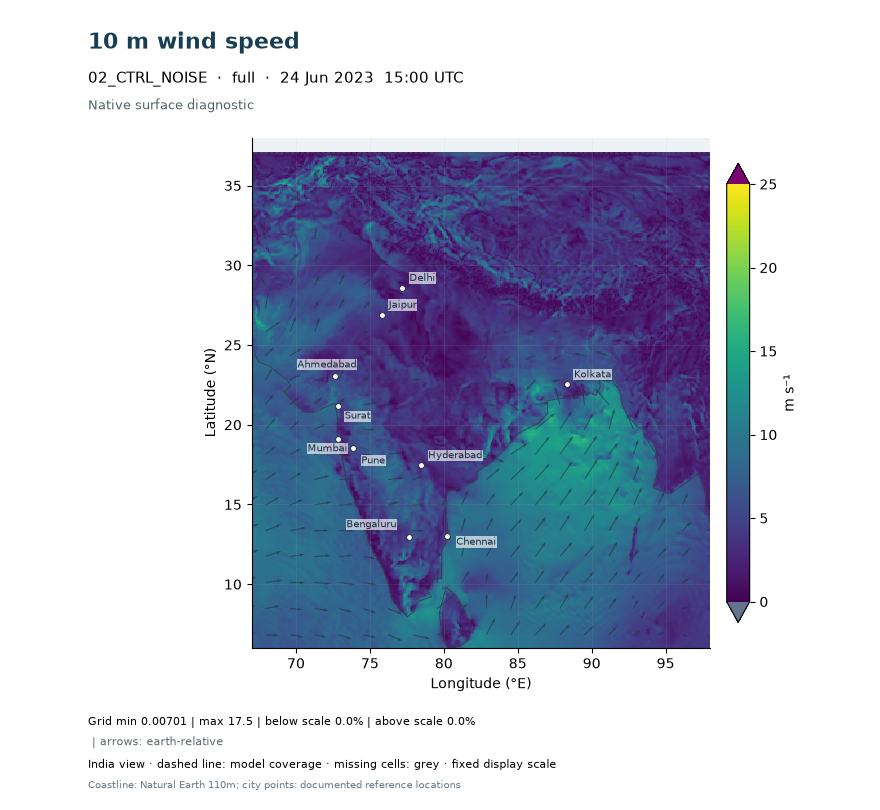 10 m wind speed
02_CTRL_NOISE · full · 24 Jun 2023 15:00 UTC
Native surface diagnostic
35
30
25
20
15
10
Latitude (°N)
70
75
80
85
90
95
Longitude (°E)
Delhi
Jaipur
Ahmedabad
Kolkata
Surat
Mumbai
Pune
Hyderabad
Bengaluru
Chennai
25
20
15
10
5
0
m s⁻¹
Grid min 0.00701 | max 17.5 | below scale 0.0% | above scale 0.0%
| arrows: earth-relative
India view · dashed line: model coverage · missing cells: grey · fixed display scale
Coastline: Natural Earth 110m; city points: documented reference locations